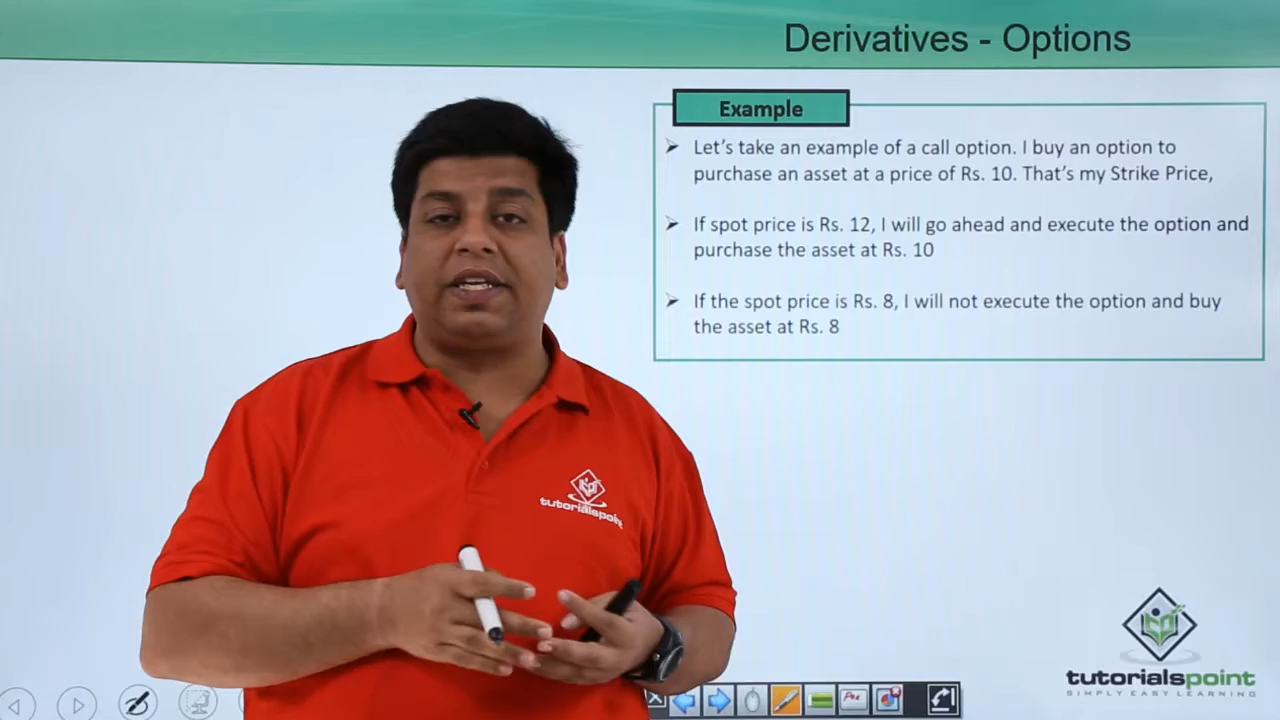 Derivatives - Options
Example
➢ Let's take an example of a call option. I buy an option to
purchase an asset at a price of Rs. 10. That's my Strike Price,
➢ If spot price is Rs. 12, I will go ahead and execute the option and
purchase the asset at Rs. 10
➢ If the spot price is Rs. 8, I will not execute the option and buy
the asset at Rs. 8
tutorialspoint
tutorialspoint
SIMPLY EASY LEARNING